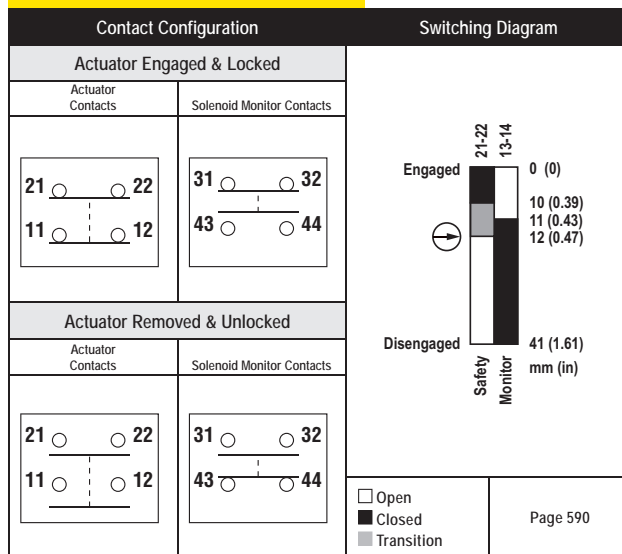 Contact Configuration
Switching Diagram
Actuator Engaged & Locked
Actuator
Contacts
Solenoid Monitor Contacts
21 22
11 12
31 32
43 44
Actuator Removed & Unlocked
Actuator
Contacts
Solenoid Monitor Contacts
21 22
11 12
31 32
43 44
21-22
13-14
Engaged
0 (0)
10 (0.39)
11 (0.43)
12 (0.47)
Disengaged
41 (1.61)
mm (in)
Safety
Monitor
Open
Closed
Transition
Page 590